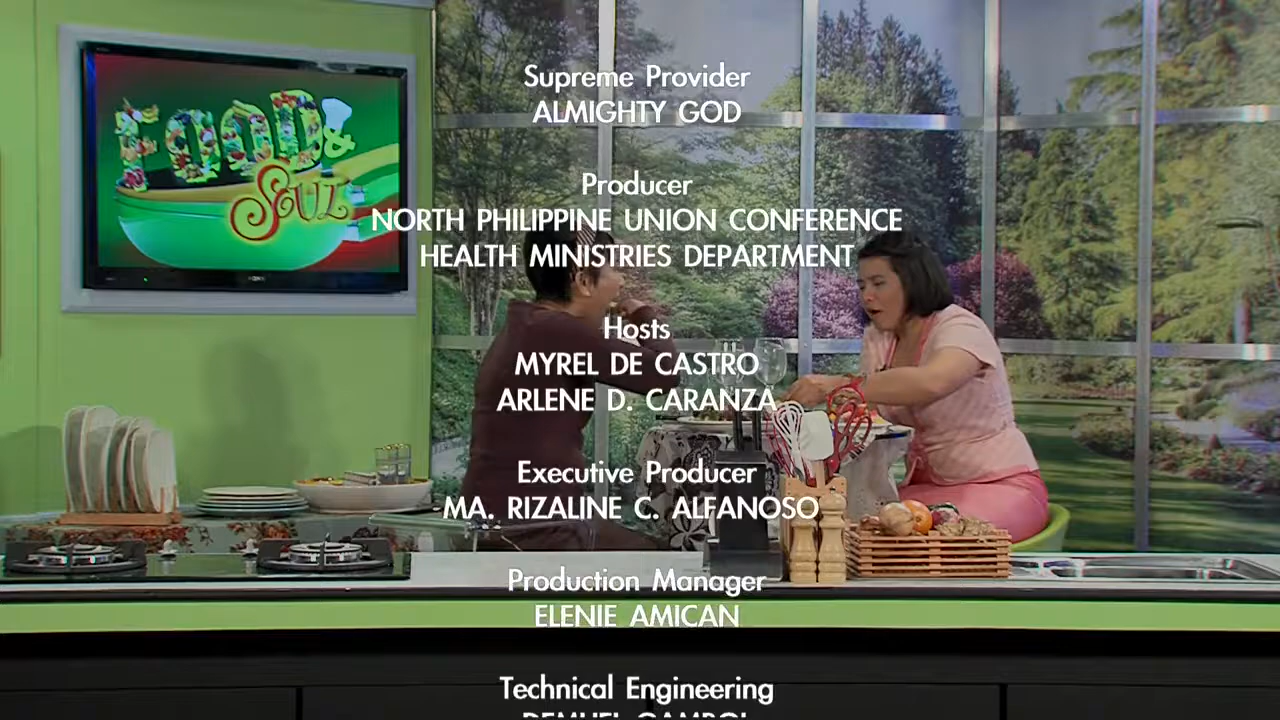 FOOD &
Soul
Supreme Provider
ALMIGHTY GOD
Producer
NORTH PHILIPPINE UNION CONFERENCE
HEALTH MINISTRIES DEPARTMENT
Hosts
MYREL DE CASTRO
ARLENE D. CARANZA
Executive Producer
MA. RIZALINE C. ALFANOSO
Production Manager
ELENIE AMICAN
Technical Engineering